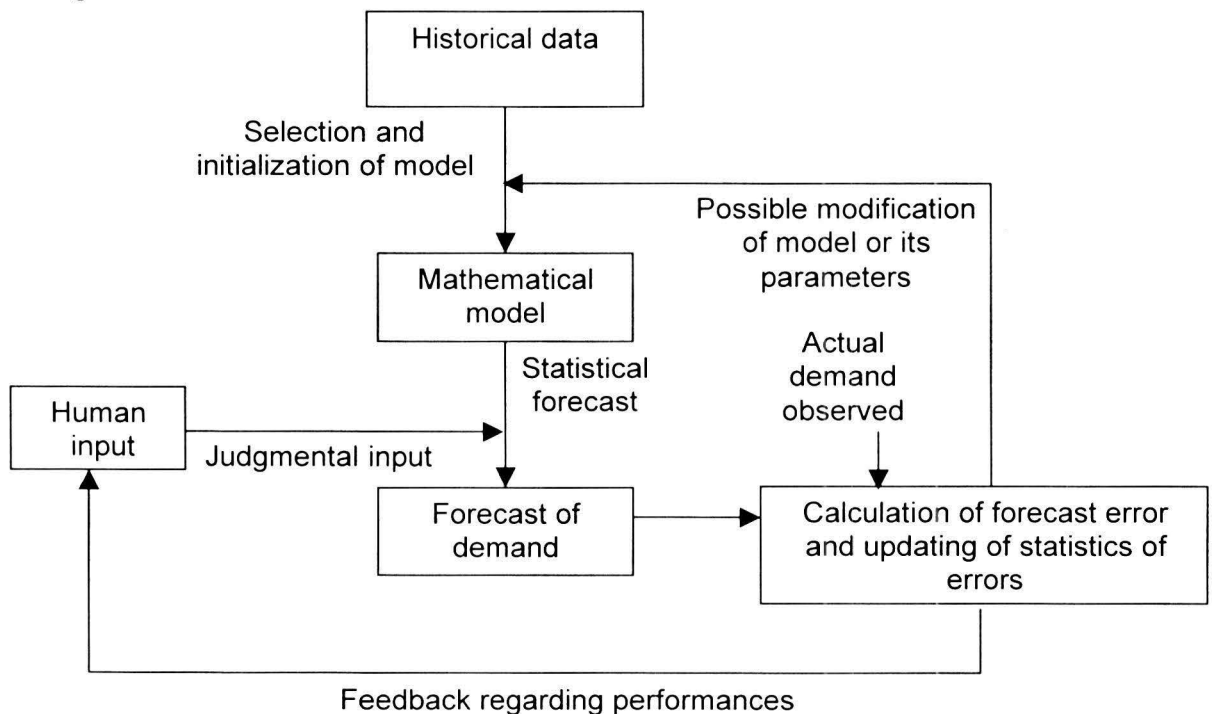 Historical data
Selection and
initialization of model
Possible modification
of model or its
parameters
Mathematical
model
Statistical
forecast
Actual
demand
observed
Human
input
Judgmental input
Forecast of
demand
Calculation of forecast error
and updating of statistics of
errors
Feedback regarding performances